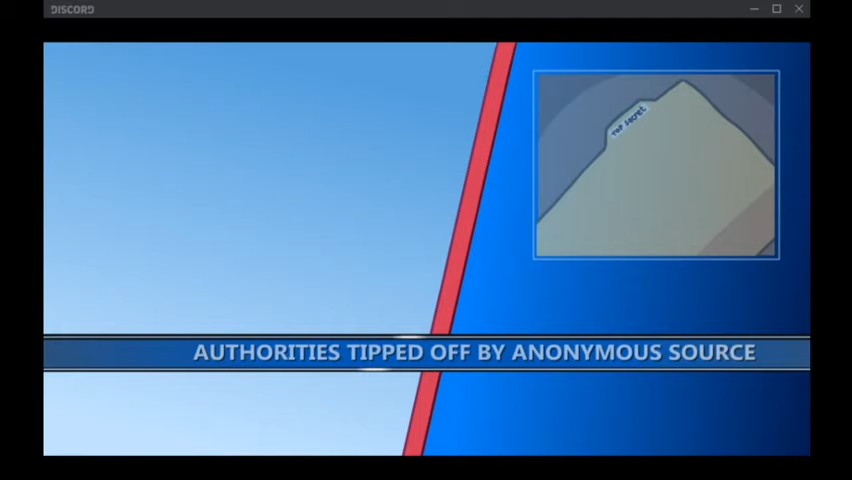 DISCORD
TOP SECRET
AUTHORITIES TIPPED OFF BY ANONYMOUS SOURCE